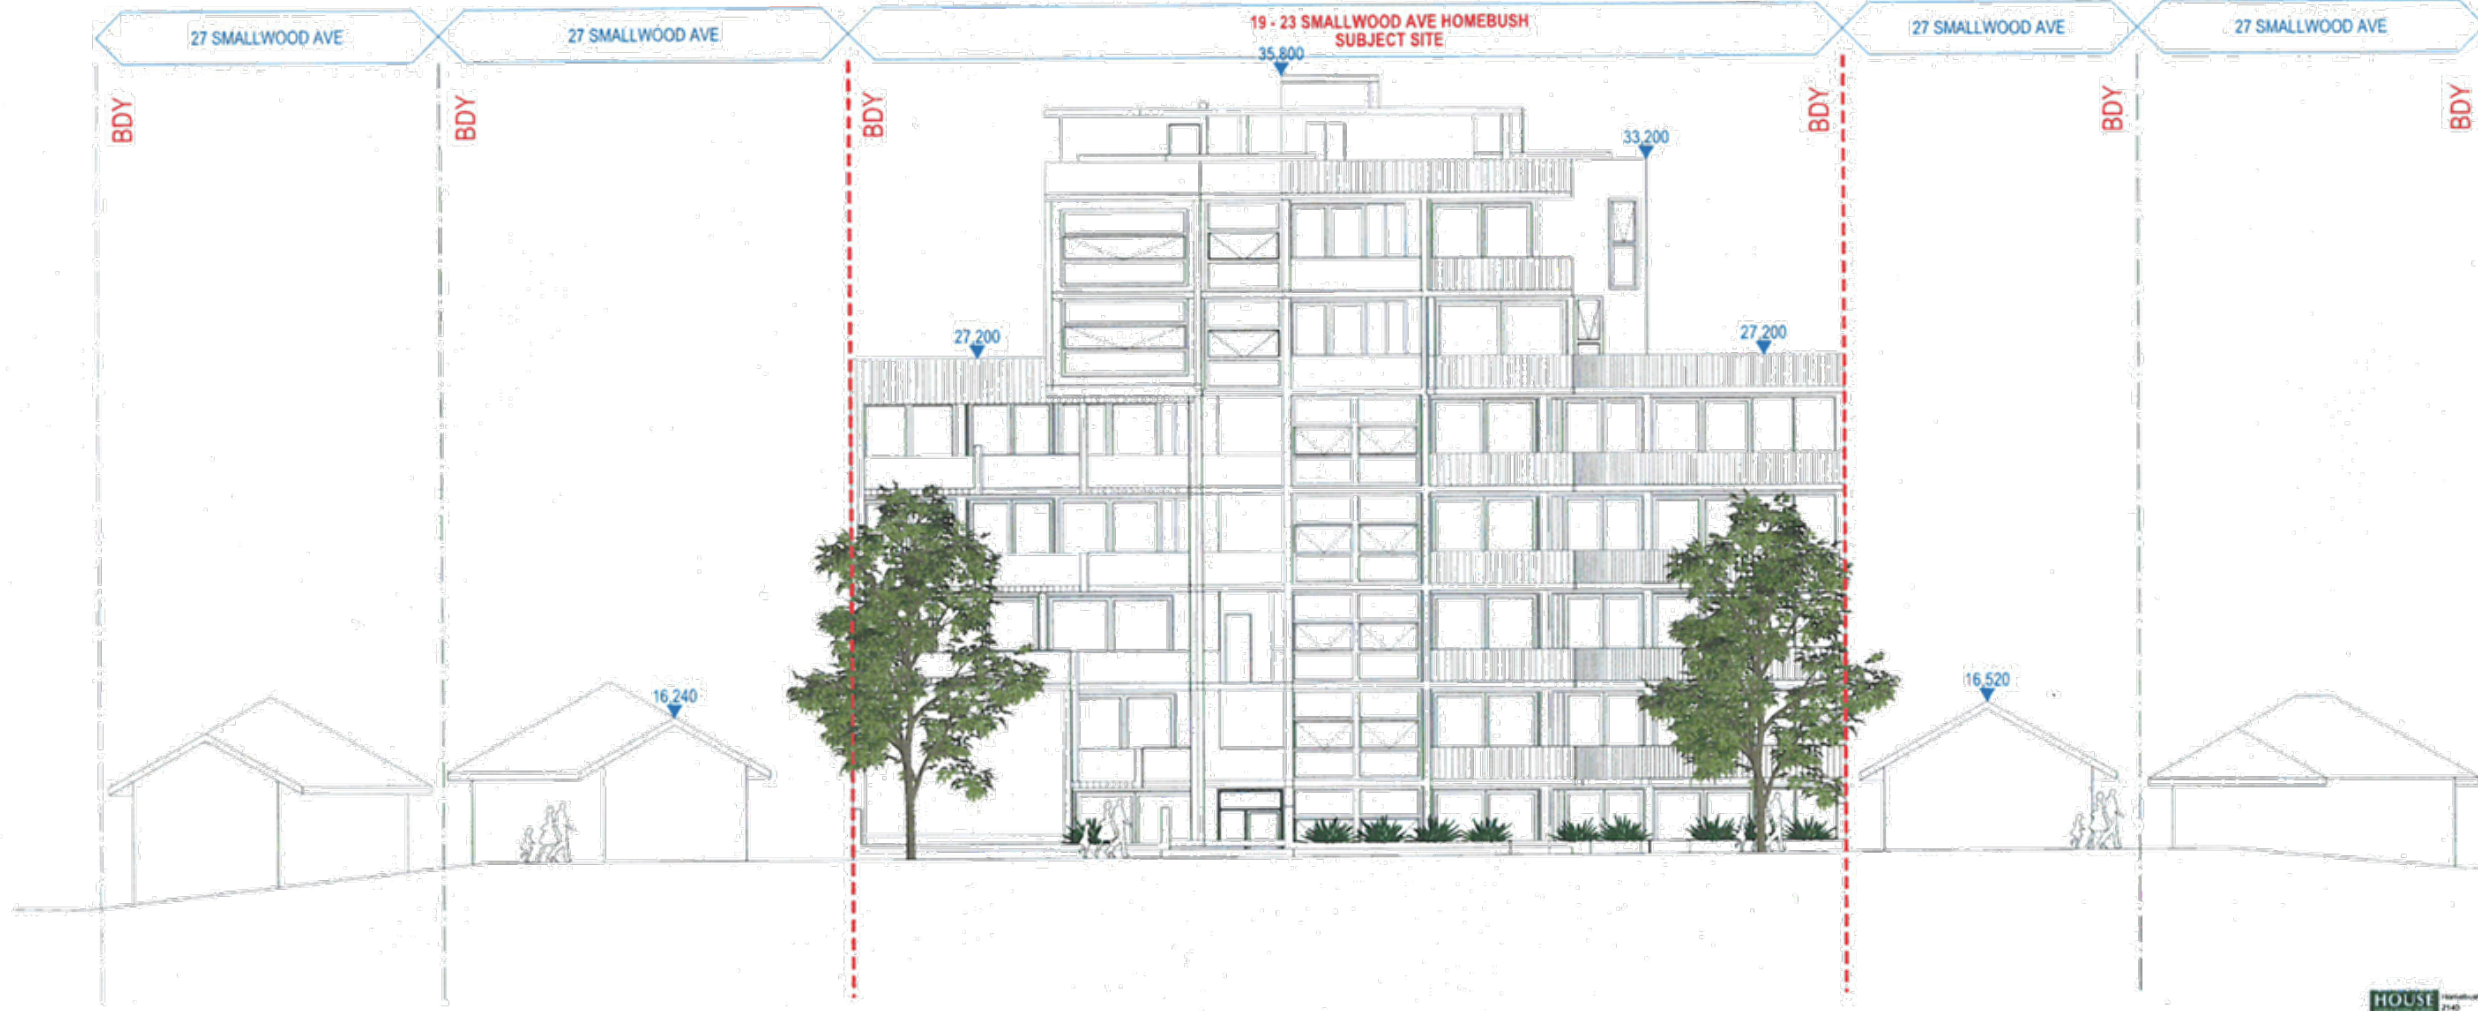 27 SMALLWOOD AVE
27 SMALLWOOD AVE
19 - 23 SMALLWOOD AVE HOMEBUSH
SUBJECT SITE
27 SMALLWOOD AVE
27 SMALLWOOD AVE
35,800
BDY
BDY
BDY
BDY
BDY
BDY
33,200
27,200
27,200
16,240
16,520
HOUSE
Homebush
2140